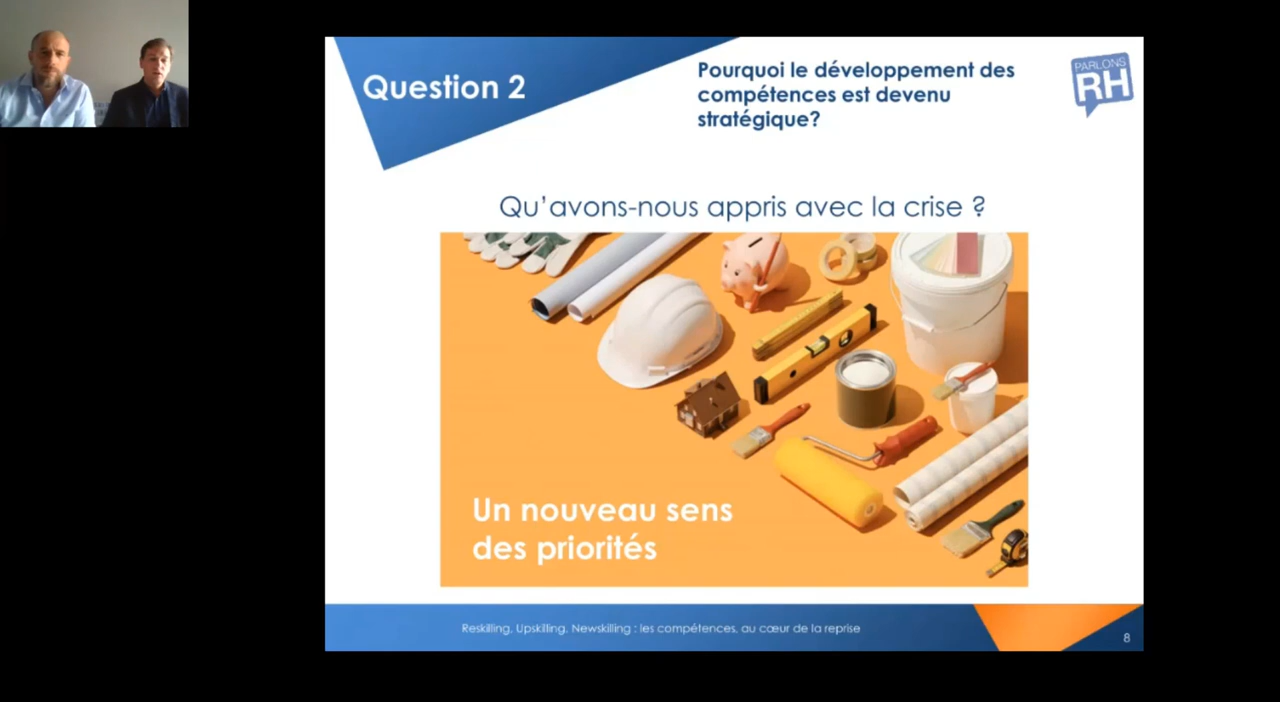 Question 2
Pourquoi le développement des
compétences est devenu
stratégique?
PARLONS
RH
Qu'avons-nous appris avec la crise ?
Un nouveau sens
des priorités
Reskilling, Upskilling, Newskilling : les compétences, au cœur de la reprise
8